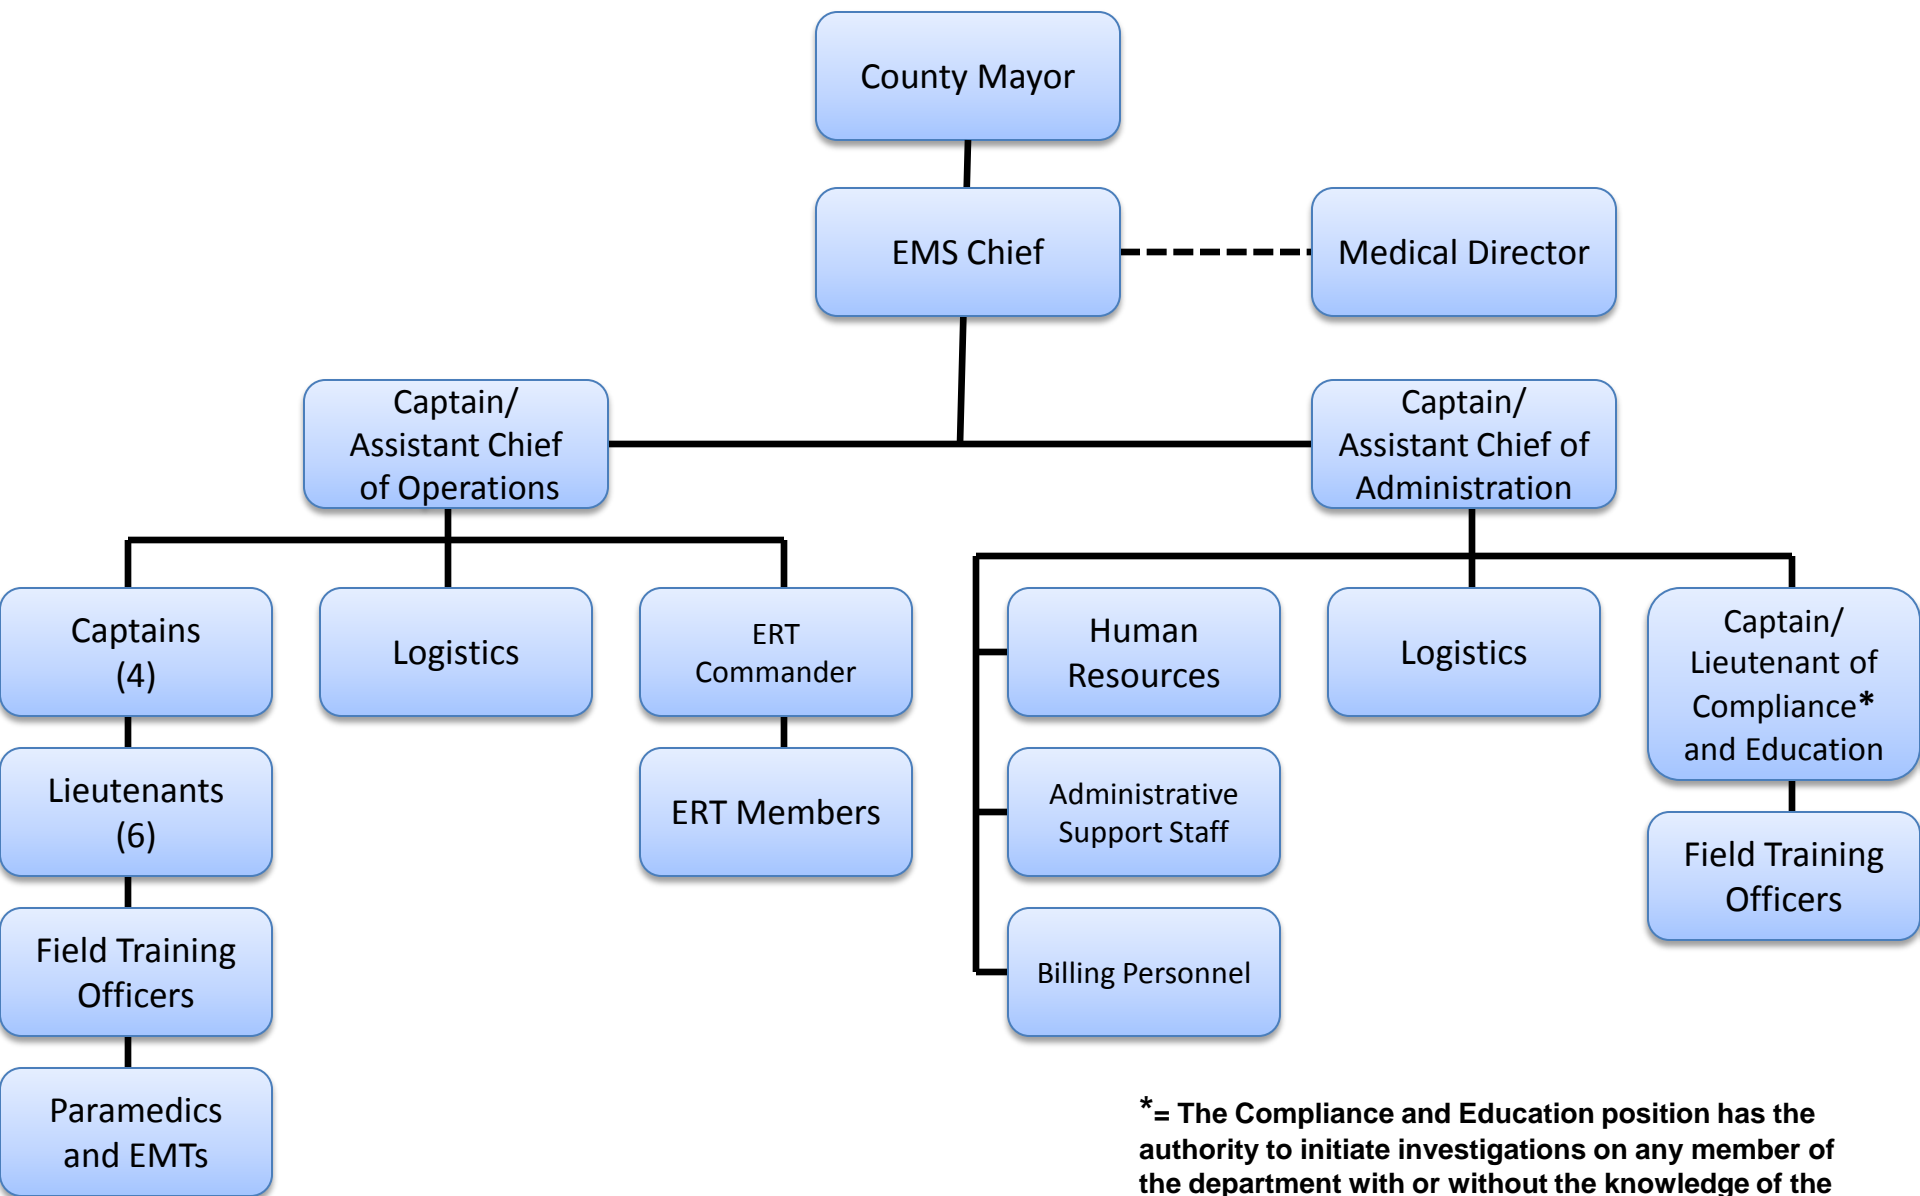 County Mayor
EMS Chief
Medical Director
Captain/
Assistant Chief
of Operations
Captain/
Assistant Chief of
Administration
Captains
(4)
Logistics
ERT
Commander
Human
Resources
Logistics
Captain/
Lieutenant of
Compliance*
and Education
Lieutenants
(6)
ERT Members
Administrative
Support Staff
Field Training
Officers
Field Training
Officers
Billing Personnel
Paramedics
and EMTs
*= The Compliance and Education position has the
authority to initiate investigations on any member of
the department with or without the knowledge of the